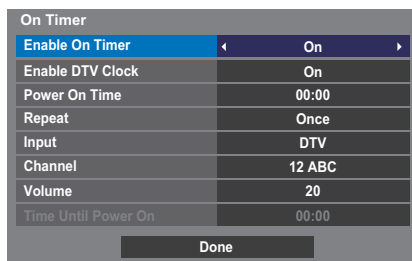 On Timer
Enable On Timer On
Enable DTV Clock On
Power On Time 00:00
Repeat Once
Input DTV
Channel 12 ABC
Volume 20
Time Until Power On 00:00
Done